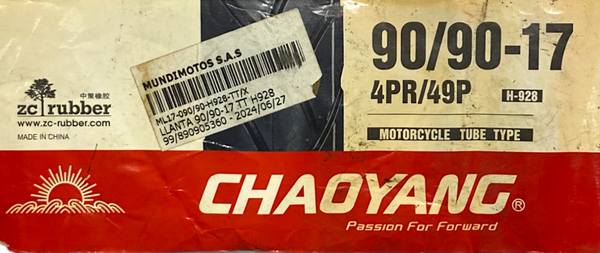 中策橡胶
zc rubber
www.zc-rubber.com
MADE IN CHINA
MUNDIMOTOS S.A.S
ML17-090/90-H928-TT/X
LLANTA 90/90-17 TT H928
99/890905360 - 2024/06/27
90/90-17
4PR/49P
H-928
MOTORCYCLE TUBE TYPE
CHAOYANG®
Passion For Forward